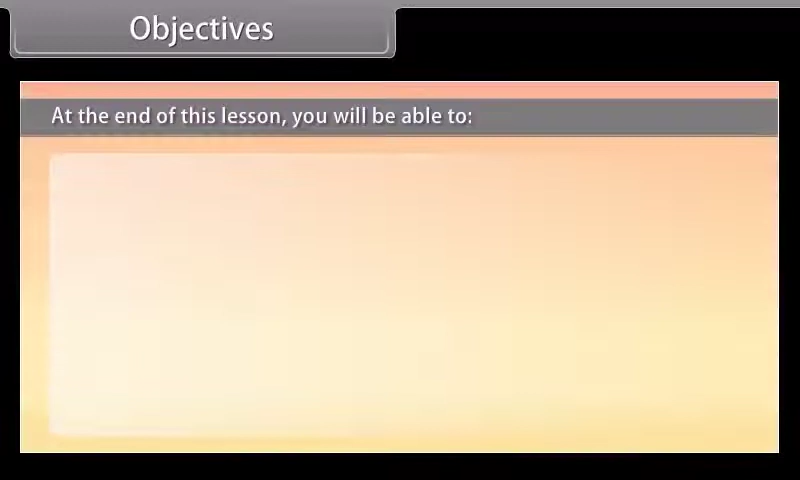 Objectives
At the end of this lesson, you will be able to: